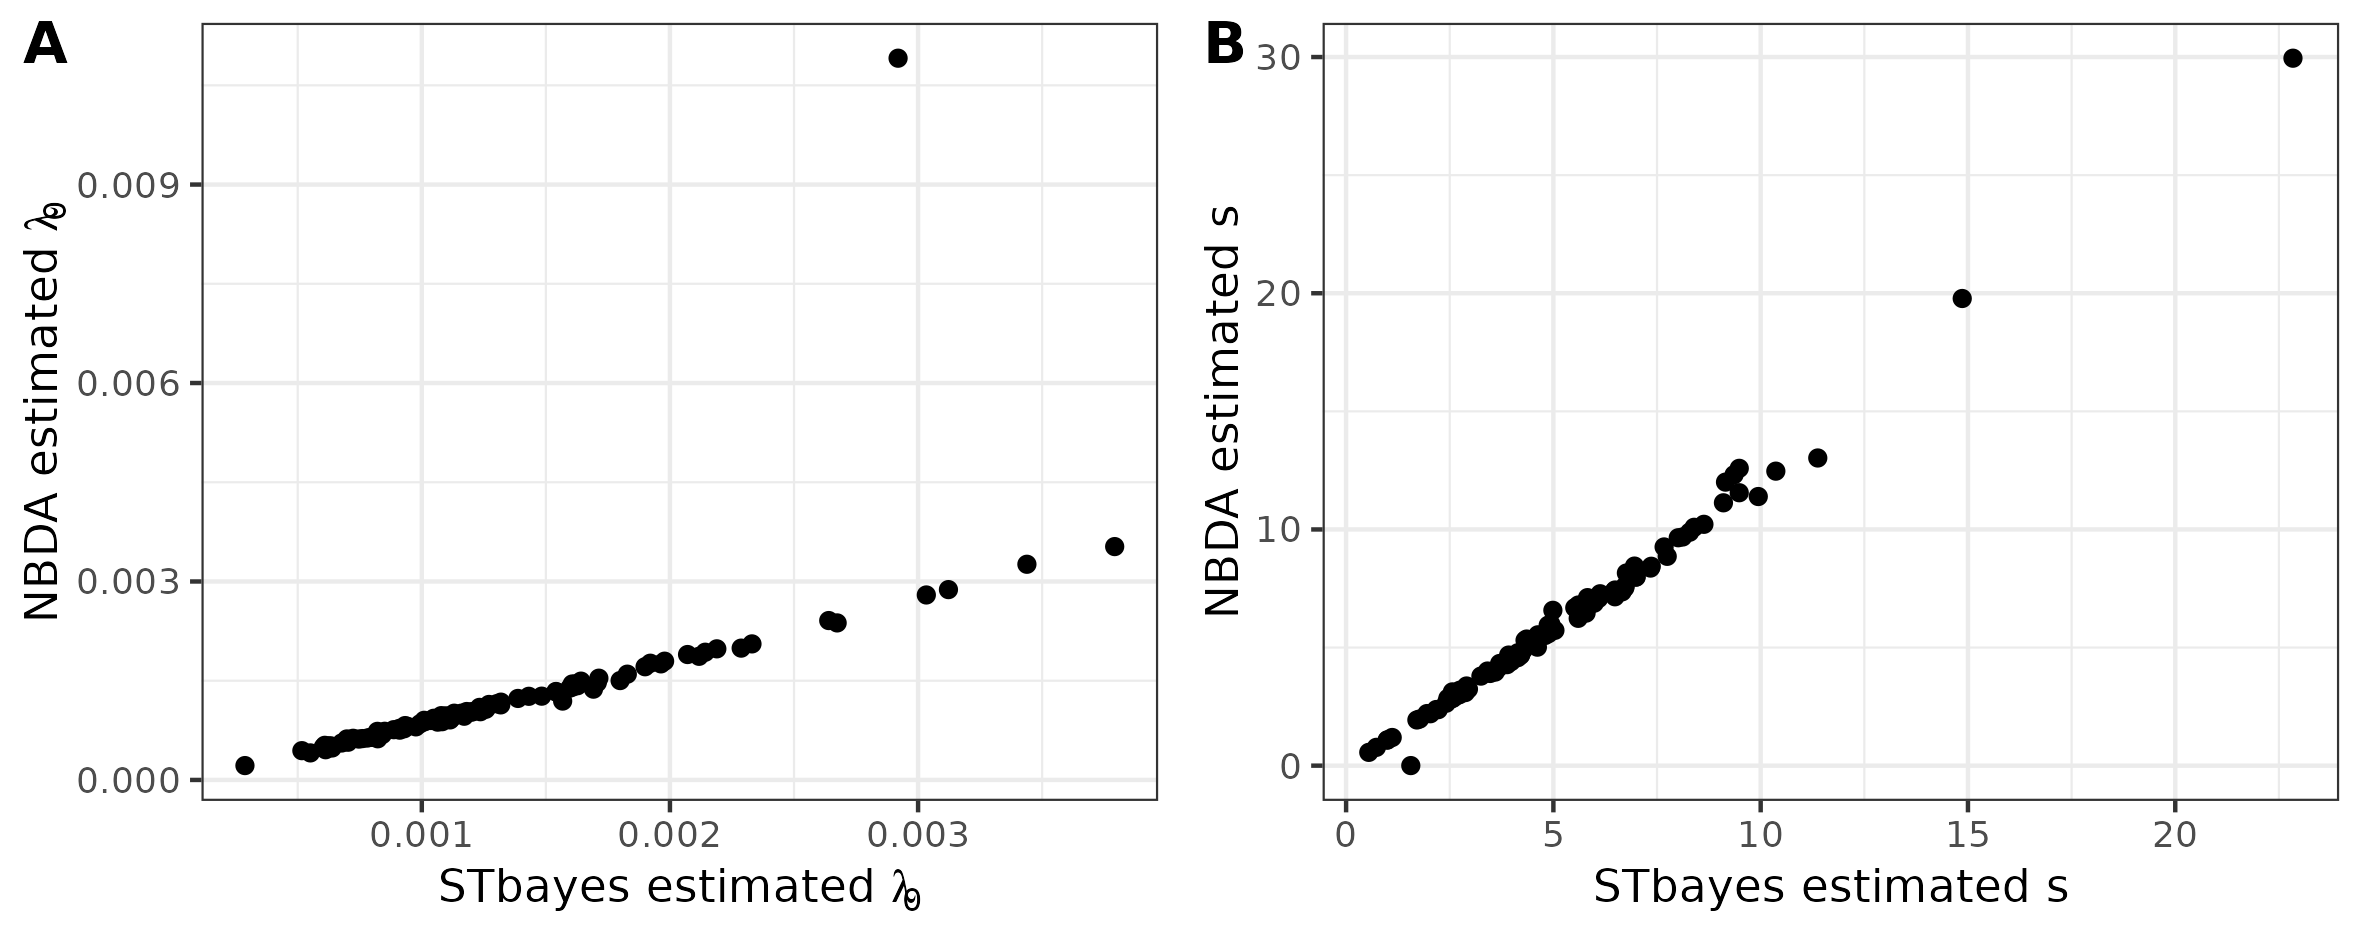 A
B
NBDA estimated λ0
0.009
0.006
0.003
0.000
0.001 0.002 0.003
STbayes estimated λ0
NBDA estimated s
30
20
10
0
0 5 10 15 20
STbayes estimated s